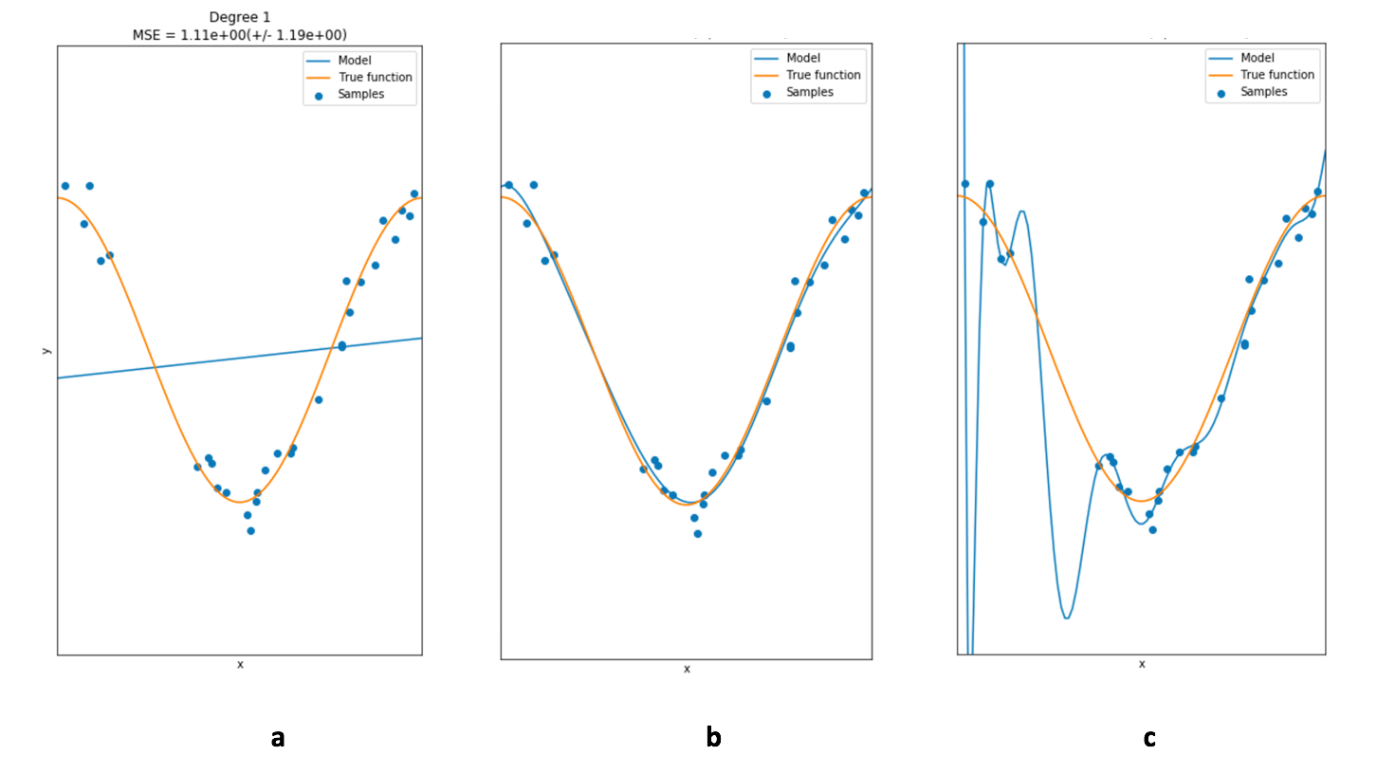 Degree 1
MSE = 1.11e+00(+/- 1.19e+00)
Model
True function
Samples
y
x
Model
True function
Samples
x
Model
True function
Samples
x
a
b
c